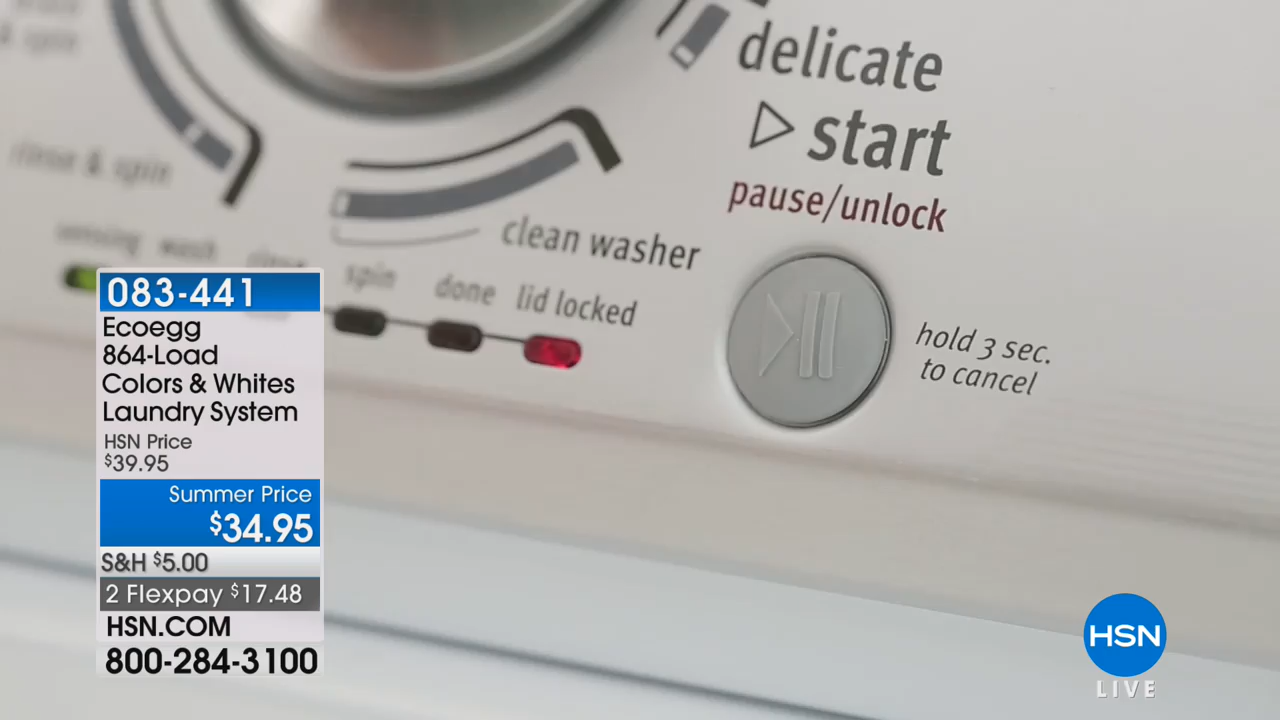 delicate
start
pause/unlock
& spin
rinse & spin
clean washer
sensing wash rinse spin done lid locked
hold 3 sec.
to cancel
083-441
Ecoegg
864-Load
Colors & Whites
Laundry System
HSN Price
$39.95
Summer Price
$34.95
S&H $5.00
2 Flexpay $17.48
HSN.COM
800-284-3100
HSN
LIVE